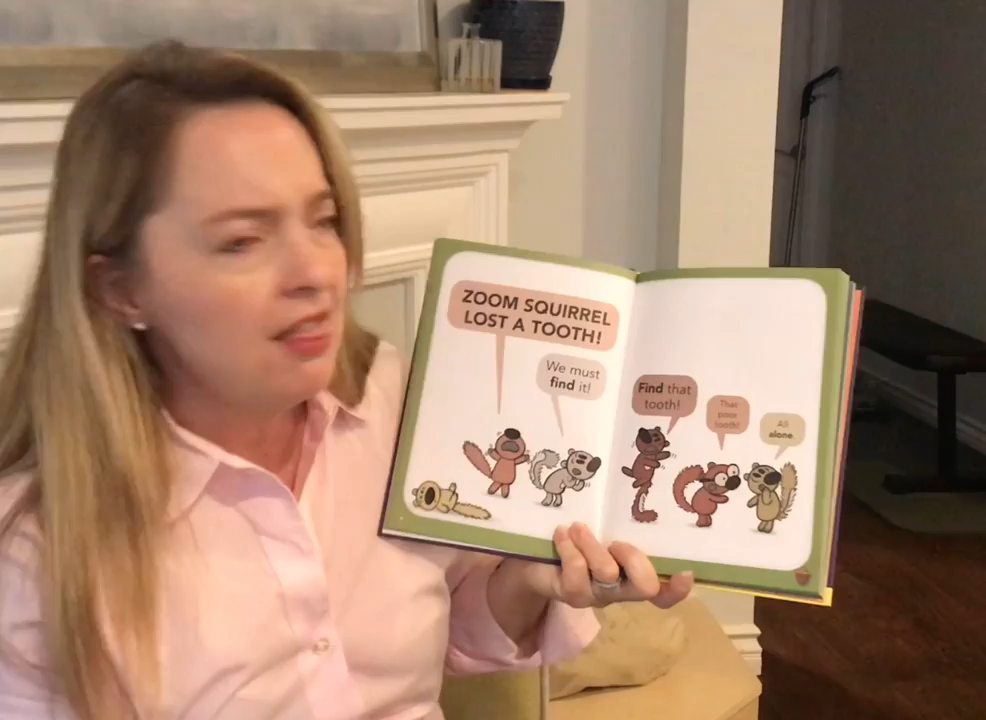 ZOOM SQUIRREL
LOST A TOOTH!
We must
find it!
Find that
tooth!
That
poor
tooth!
All
alone.